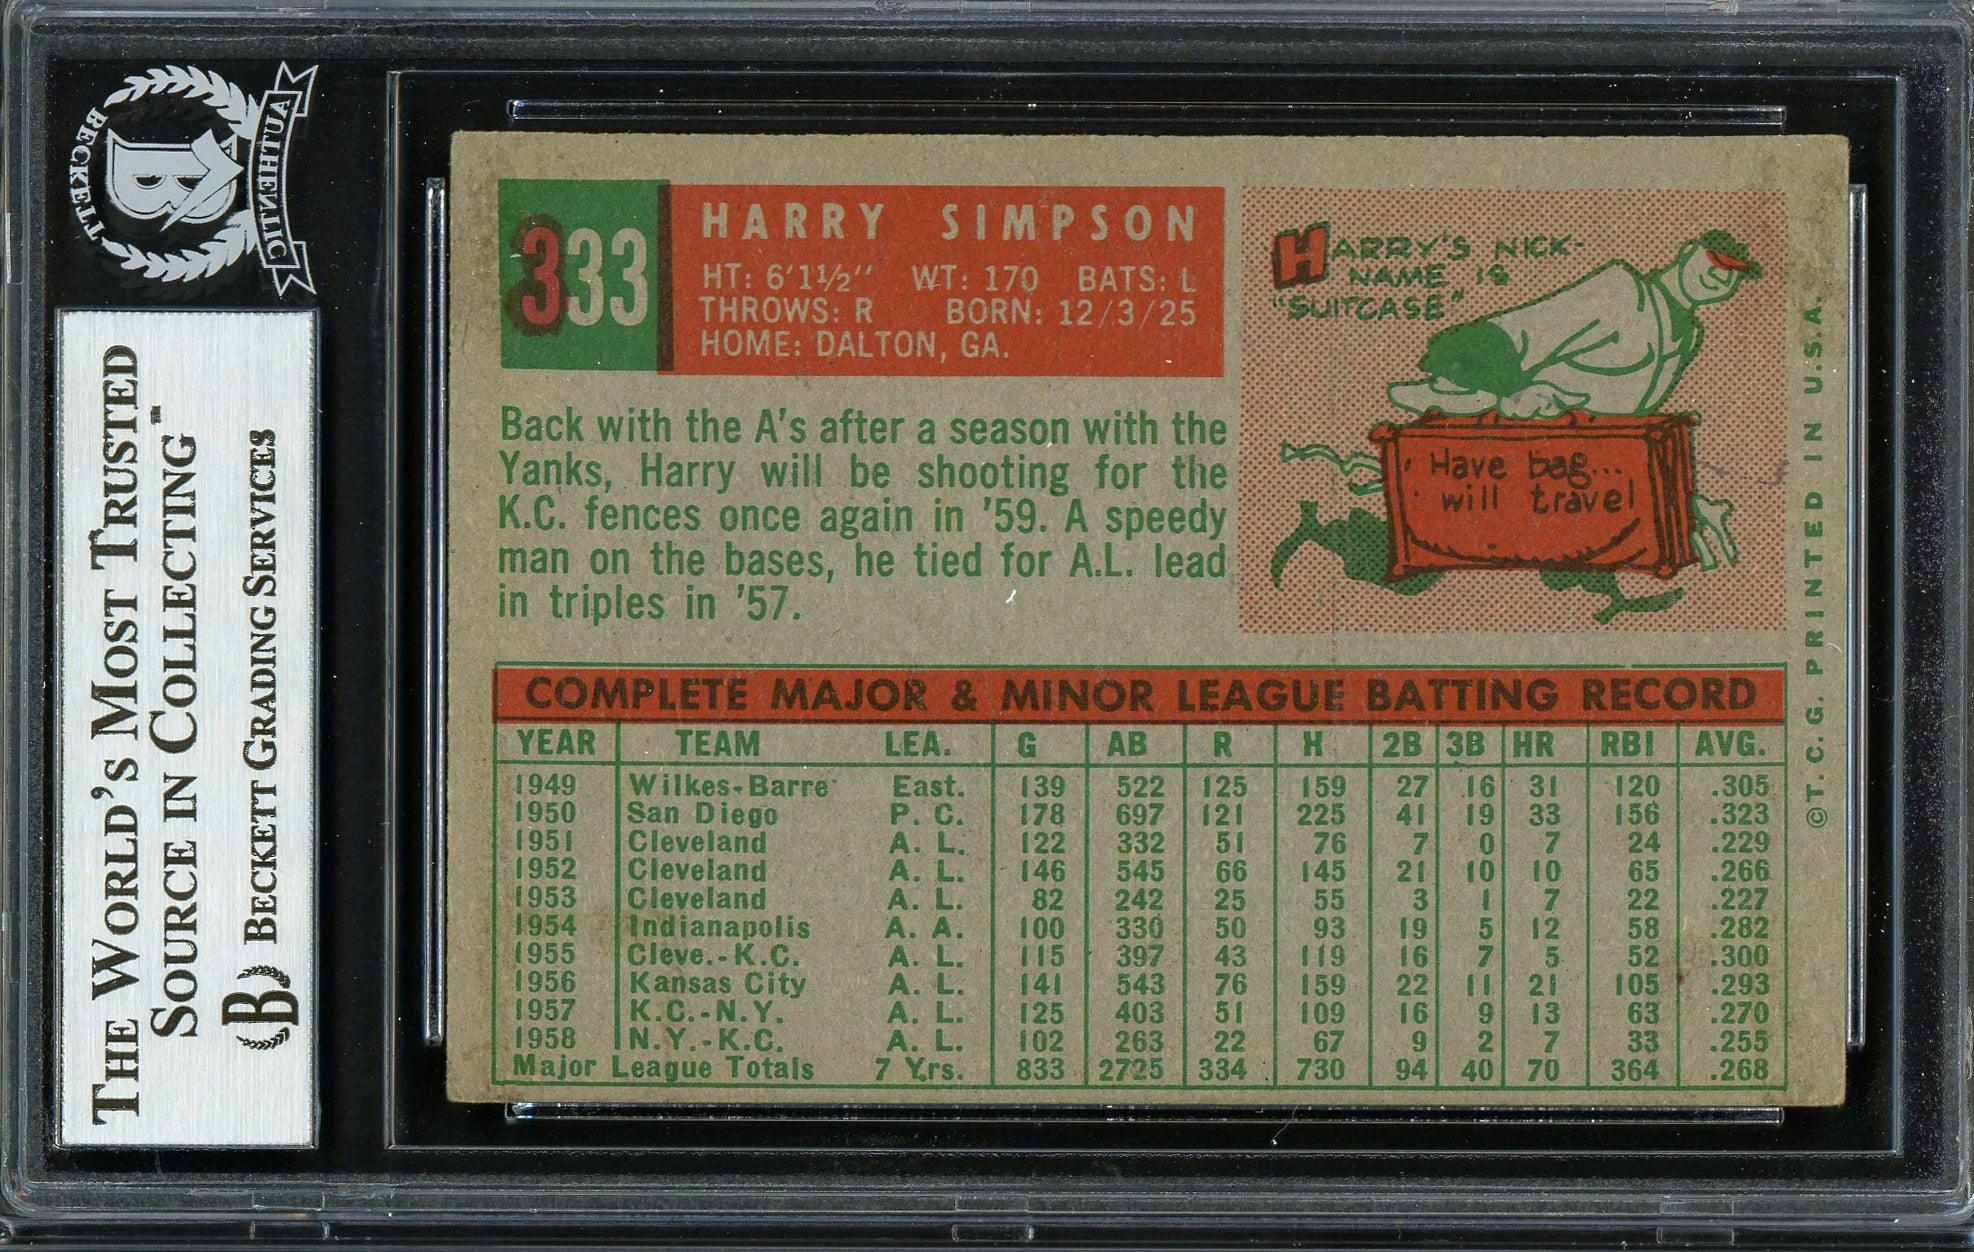 BECKETT
AUTHENTIC
B
THE WORLD'S MOST TRUSTED
SOURCE IN COLLECTING™
BECKETT GRADING SERVICES
333
HARRY SIMPSON
HT: 6'1½" WT: 170 BATS: L
THROWS: R BORN: 12/3/25
HOME: DALTON, GA.
HARRY'S NICK-
NAME IS
"SUITCASE"
Have bag...
will travel
Back with the A's after a season with the
Yanks, Harry will be shooting for the
K.C. fences once again in '59. A speedy
man on the bases, he tied for A.L. lead
in triples in '57.
COMPLETE MAJOR & MINOR LEAGUE BATTING RECORD
YEAR TEAM LEA. G AB R H 2B 3B HR RBI AVG.
1949 Wilkes-Barre East. 139 522 125 159 27 16 31 120 .305
1950 San Diego P. C. 178 697 121 225 41 19 33 156 .323
1951 Cleveland A. L. 122 332 51 76 7 0 7 24 .229
1952 Cleveland A. L. 146 545 66 145 21 10 10 65 .266
1953 Cleveland A. L. 82 242 25 55 3 1 7 22 .227
1954 Indianapolis A. A. 100 330 50 93 19 5 12 58 .282
1955 Cleve.-K.C. A. L. 115 397 43 119 16 7 5 52 .300
1956 Kansas City A. L. 141 543 76 159 22 11 21 105 .293
1957 K.C.-N.Y. A. L. 125 403 51 109 16 9 13 63 .270
1958 N.Y.-K.C. A. L. 102 263 22 67 9 2 7 33 .255
Major League Totals 7 Yrs. 833 2725 334 730 94 40 70 364 .268
©T.C.G. PRINTED IN U.S.A.